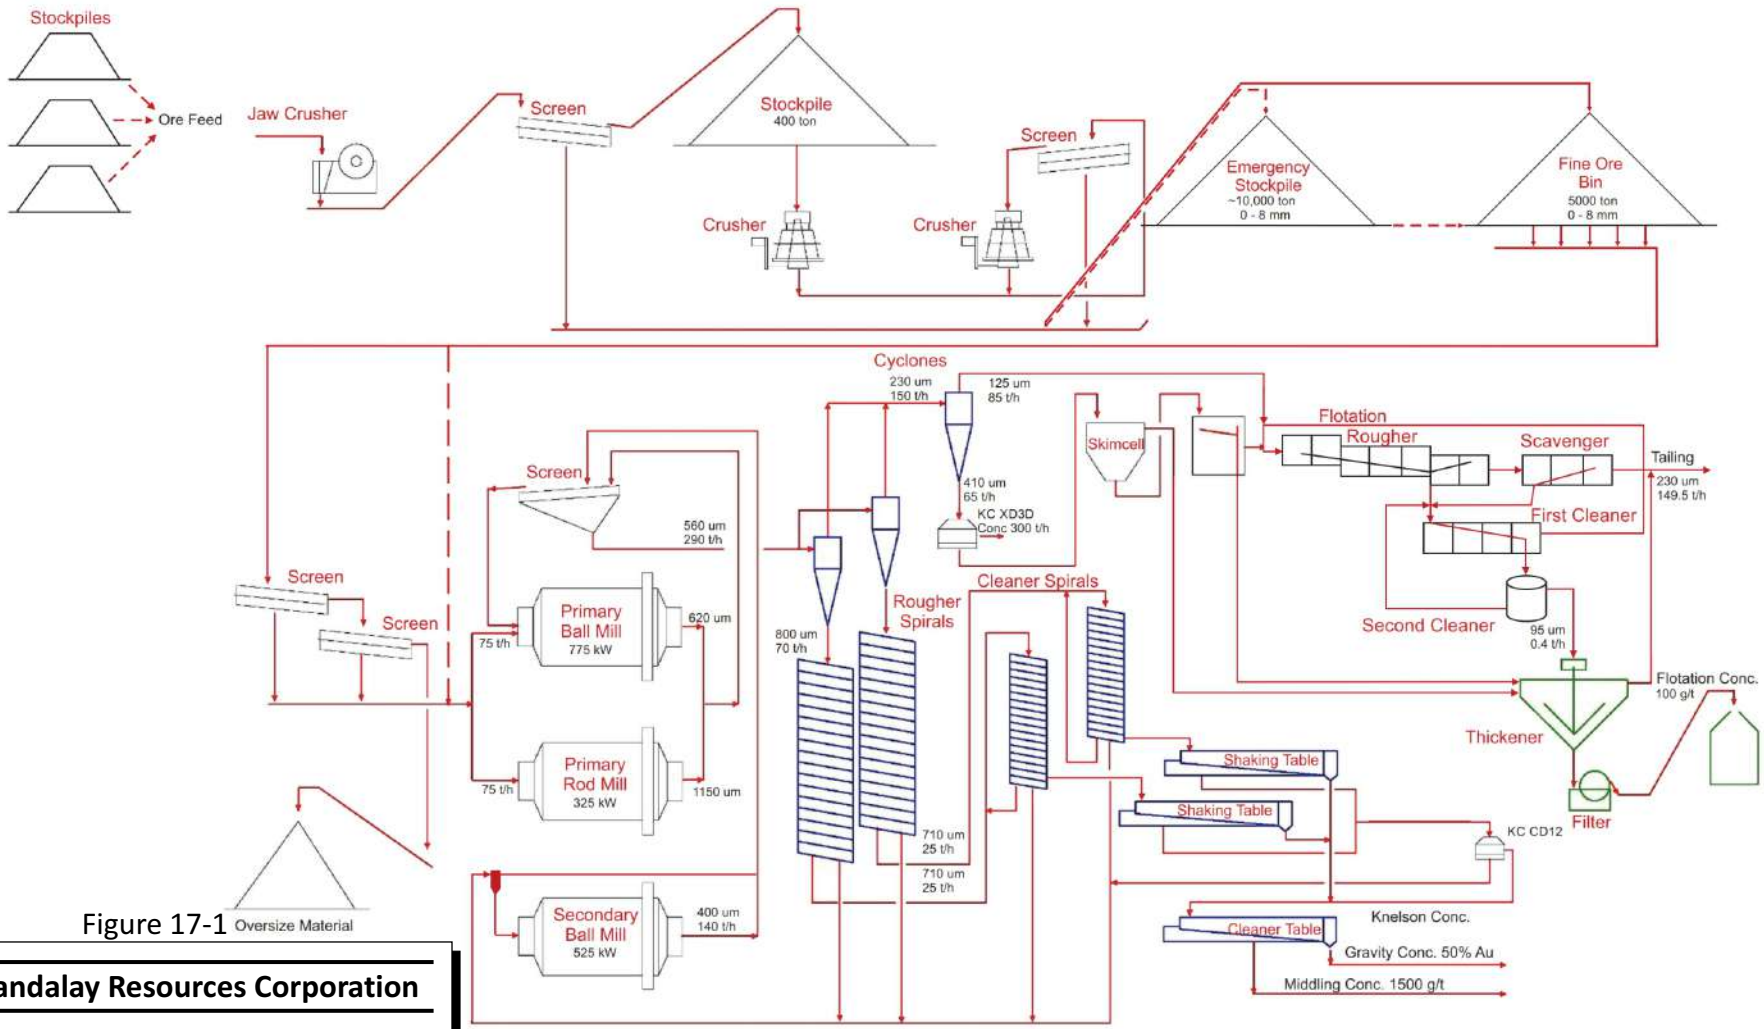 Stockpiles
Ore Feed
Jaw Crusher
Screen
Stockpile
400 ton
Crusher
Screen
Crusher
Emergency
Stockpile
~10,000 ton
0 - 8 mm
Fine Ore
Bin
5000 ton
0 - 8 mm
Cyclones
230 um
150 t/h
125 um
85 t/h
Skimcell
Flotation
Rougher
Scavenger
Tailing
230 um
149.5 t/h
Screen
560 um
290 t/h
410 um
65 t/h
KC XD3D
Conc 300 t/h
First Cleaner
Second Cleaner
95 um
0.4 t/h
Flotation Conc.
100 g/t
Thickener
Filter
Screen
Screen
75 t/h
Primary
Ball Mill
775 kW
620 um
800 um
70 t/h
Rougher
Spirals
Cleaner Spirals
75 t/h
Primary
Rod Mill
325 kW
1150 um
Shaking Table
Shaking Table
KC CD12
710 um
25 t/h
710 um
25 t/h
Secondary
Ball Mill
525 kW
400 um
140 t/h
Knelson Conc.
Cleaner Table
Gravity Conc. 50% Au
Middling Conc. 1500 g/t
Oversize Material
Figure 17-1
andalay Resources Corporation